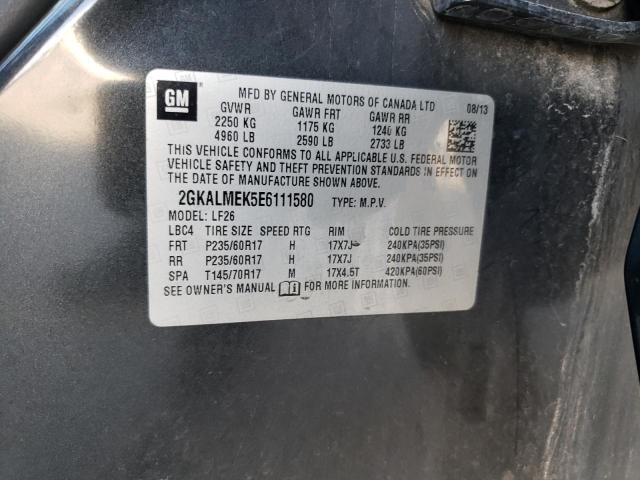 GM
MFD BY GENERAL MOTORS OF CANADA LTD 08/13
GVWR GAWR FRT GAWR RR
2250 KG 1175 KG 1240 KG
4960 LB 2590 LB 2733 LB
THIS VEHICLE CONFORMS TO ALL APPLICABLE U.S. FEDERAL MOTOR
VEHICLE SAFETY AND THEFT PREVENTION STANDARDS IN EFFECT ON
THE DATE OF MANUFACTURE SHOWN ABOVE.
2GKALMEK5E6111580 TYPE: M.P.V.
MODEL: LF26
LBC4 TIRE SIZE SPEED RTG RIM COLD TIRE PRESSURE
FRT P235/60R17 H 17X7J 240KPA(35PSI)
RR P235/60R17 H 17X7J 240KPA(35PSI)
SPA T145/70R17 M 17X4.5T 420KPA(60PSI)
SEE OWNER'S MANUAL FOR MORE INFORMATION.